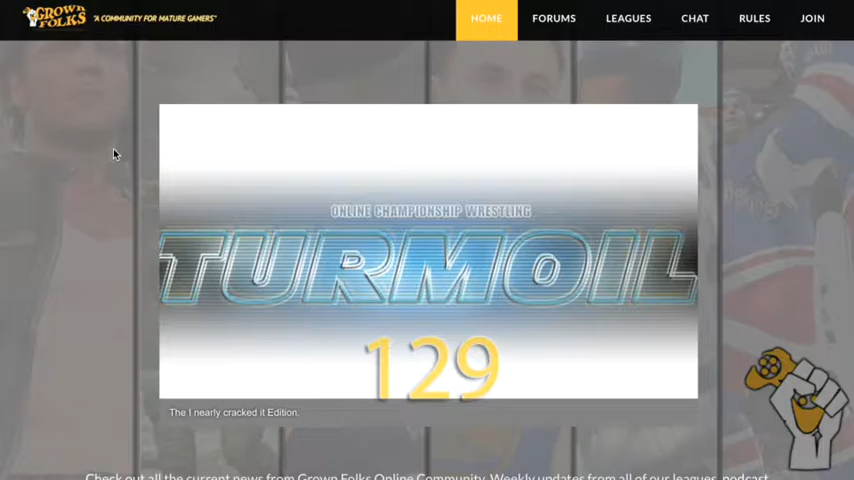 GROWN
FOLKS
"A COMMUNITY FOR MATURE GAMERS"
HOME
FORUMS
LEAGUES
CHAT
RULES
JOIN
ONLINE CHAMPIONSHIP WRESTLING
TURMOIL
129
The I nearly cracked it Edition.
Check out all the current news from Grown Folks Online Community. Weekly updates from all of our leagues, podcast